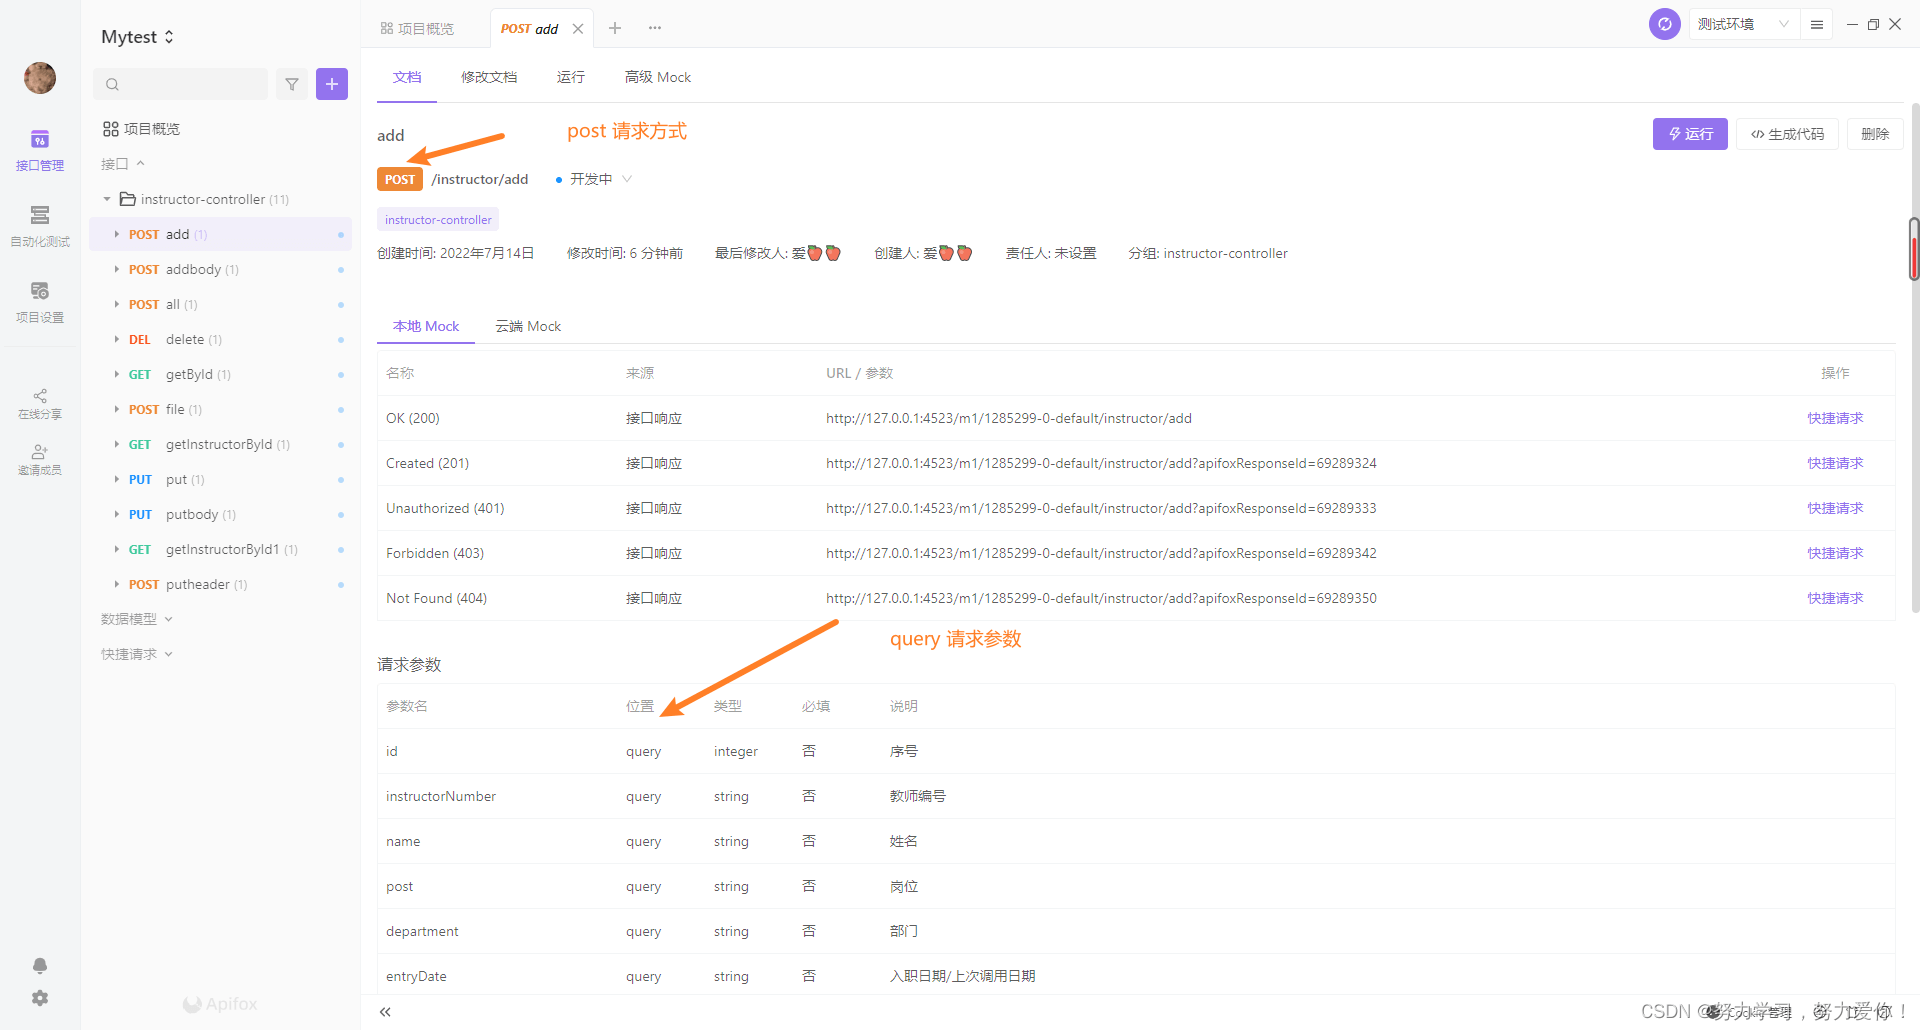 Mytest
接口管理
自动化测试
项目设置
在线分享
邀请成员
项目概览
接口
instructor-controller (11)
POST add (1)
POST addbody (1)
POST all (1)
DEL delete (1)
GET getById (1)
POST file (1)
GET getInstructorById (1)
PUT put (1)
PUT putbody (1)
GET getInstructorById1 (1)
POST putheader (1)
数据模型
快捷请求
Apifox
项目概览
POST add
测试环境
文档 修改文档 运行 高级 Mock
add
post 请求方式
运行 生成代码 删除
POST /instructor/add 开发中
instructor-controller
创建时间: 2022年7月14日 修改时间: 6 分钟前 最后修改人: 爱🍎🍎 创建人: 爱🍎🍎 责任人: 未设置 分组: instructor-controller
本地 Mock 云端 Mock
名称 来源 URL / 参数 操作
OK (200) 接口响应 http://127.0.0.1:4523/m1/1285299-0-default/instructor/add 快捷请求
Created (201) 接口响应 http://127.0.0.1:4523/m1/1285299-0-default/instructor/add?apifoxResponseId=69289324 快捷请求
Unauthorized (401) 接口响应 http://127.0.0.1:4523/m1/1285299-0-default/instructor/add?apifoxResponseId=69289333 快捷请求
Forbidden (403) 接口响应 http://127.0.0.1:4523/m1/1285299-0-default/instructor/add?apifoxResponseId=69289342 快捷请求
Not Found (404) 接口响应 http://127.0.0.1:4523/m1/1285299-0-default/instructor/add?apifoxResponseId=69289350 快捷请求
query 请求参数
请求参数
参数名 位置 类型 必填 说明
id query integer 否 序号
instructorNumber query string 否 教师编号
name query string 否 姓名
post query string 否 岗位
department query string 否 部门
entryDate query string 否 入职日期/上次调用日期
CSDN @努力学习，努力爱你！